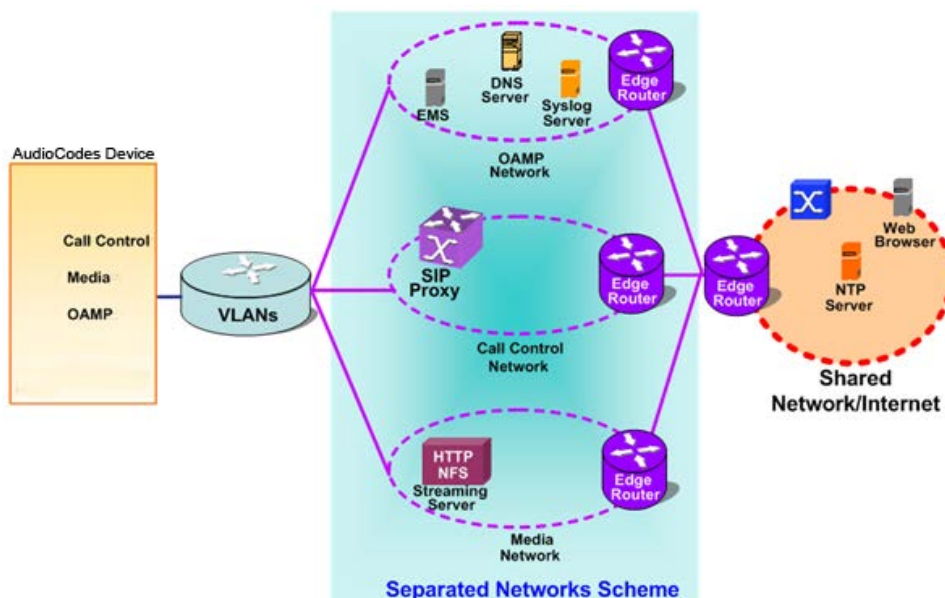 AudioCodes Device
Call Control
Media
OAMP
VLANs
EMS
DNS
Server
Syslog
Server
Edge
Router
OAMP
Network
SIP
Proxy
Edge
Router
Call Control
Network
HTTP
NFS
Streaming
Server
Edge
Router
Media
Network
Separated Networks Scheme
Edge
Router
Web
Browser
NTP
Server
Shared
Network/Internet